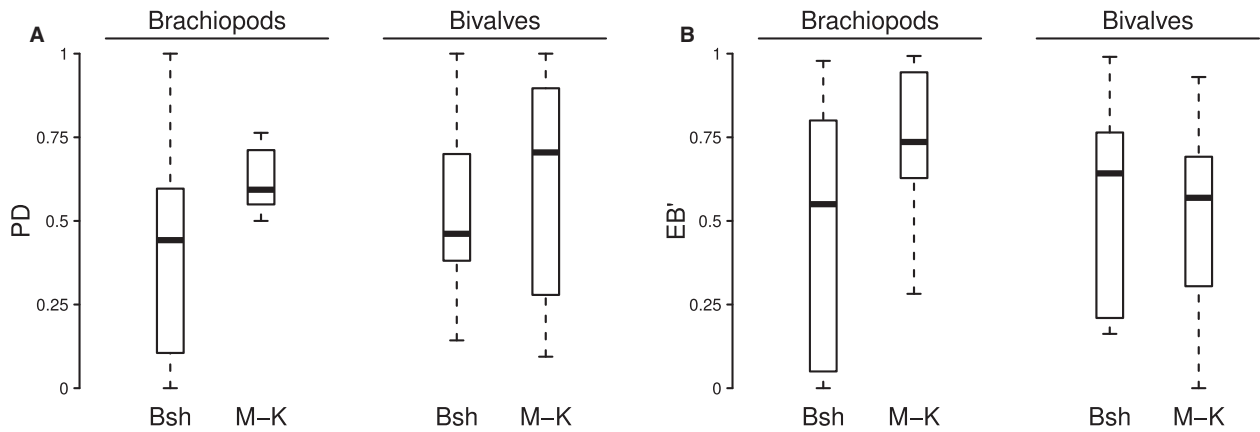 A
Brachiopods
Bivalves
PD
1
0.75
0.5
0.25
0
Bsh
M–K
Bsh
M–K
B
Brachiopods
Bivalves
EB'
1
0.75
0.5
0.25
0
Bsh
M–K
Bsh
M–K